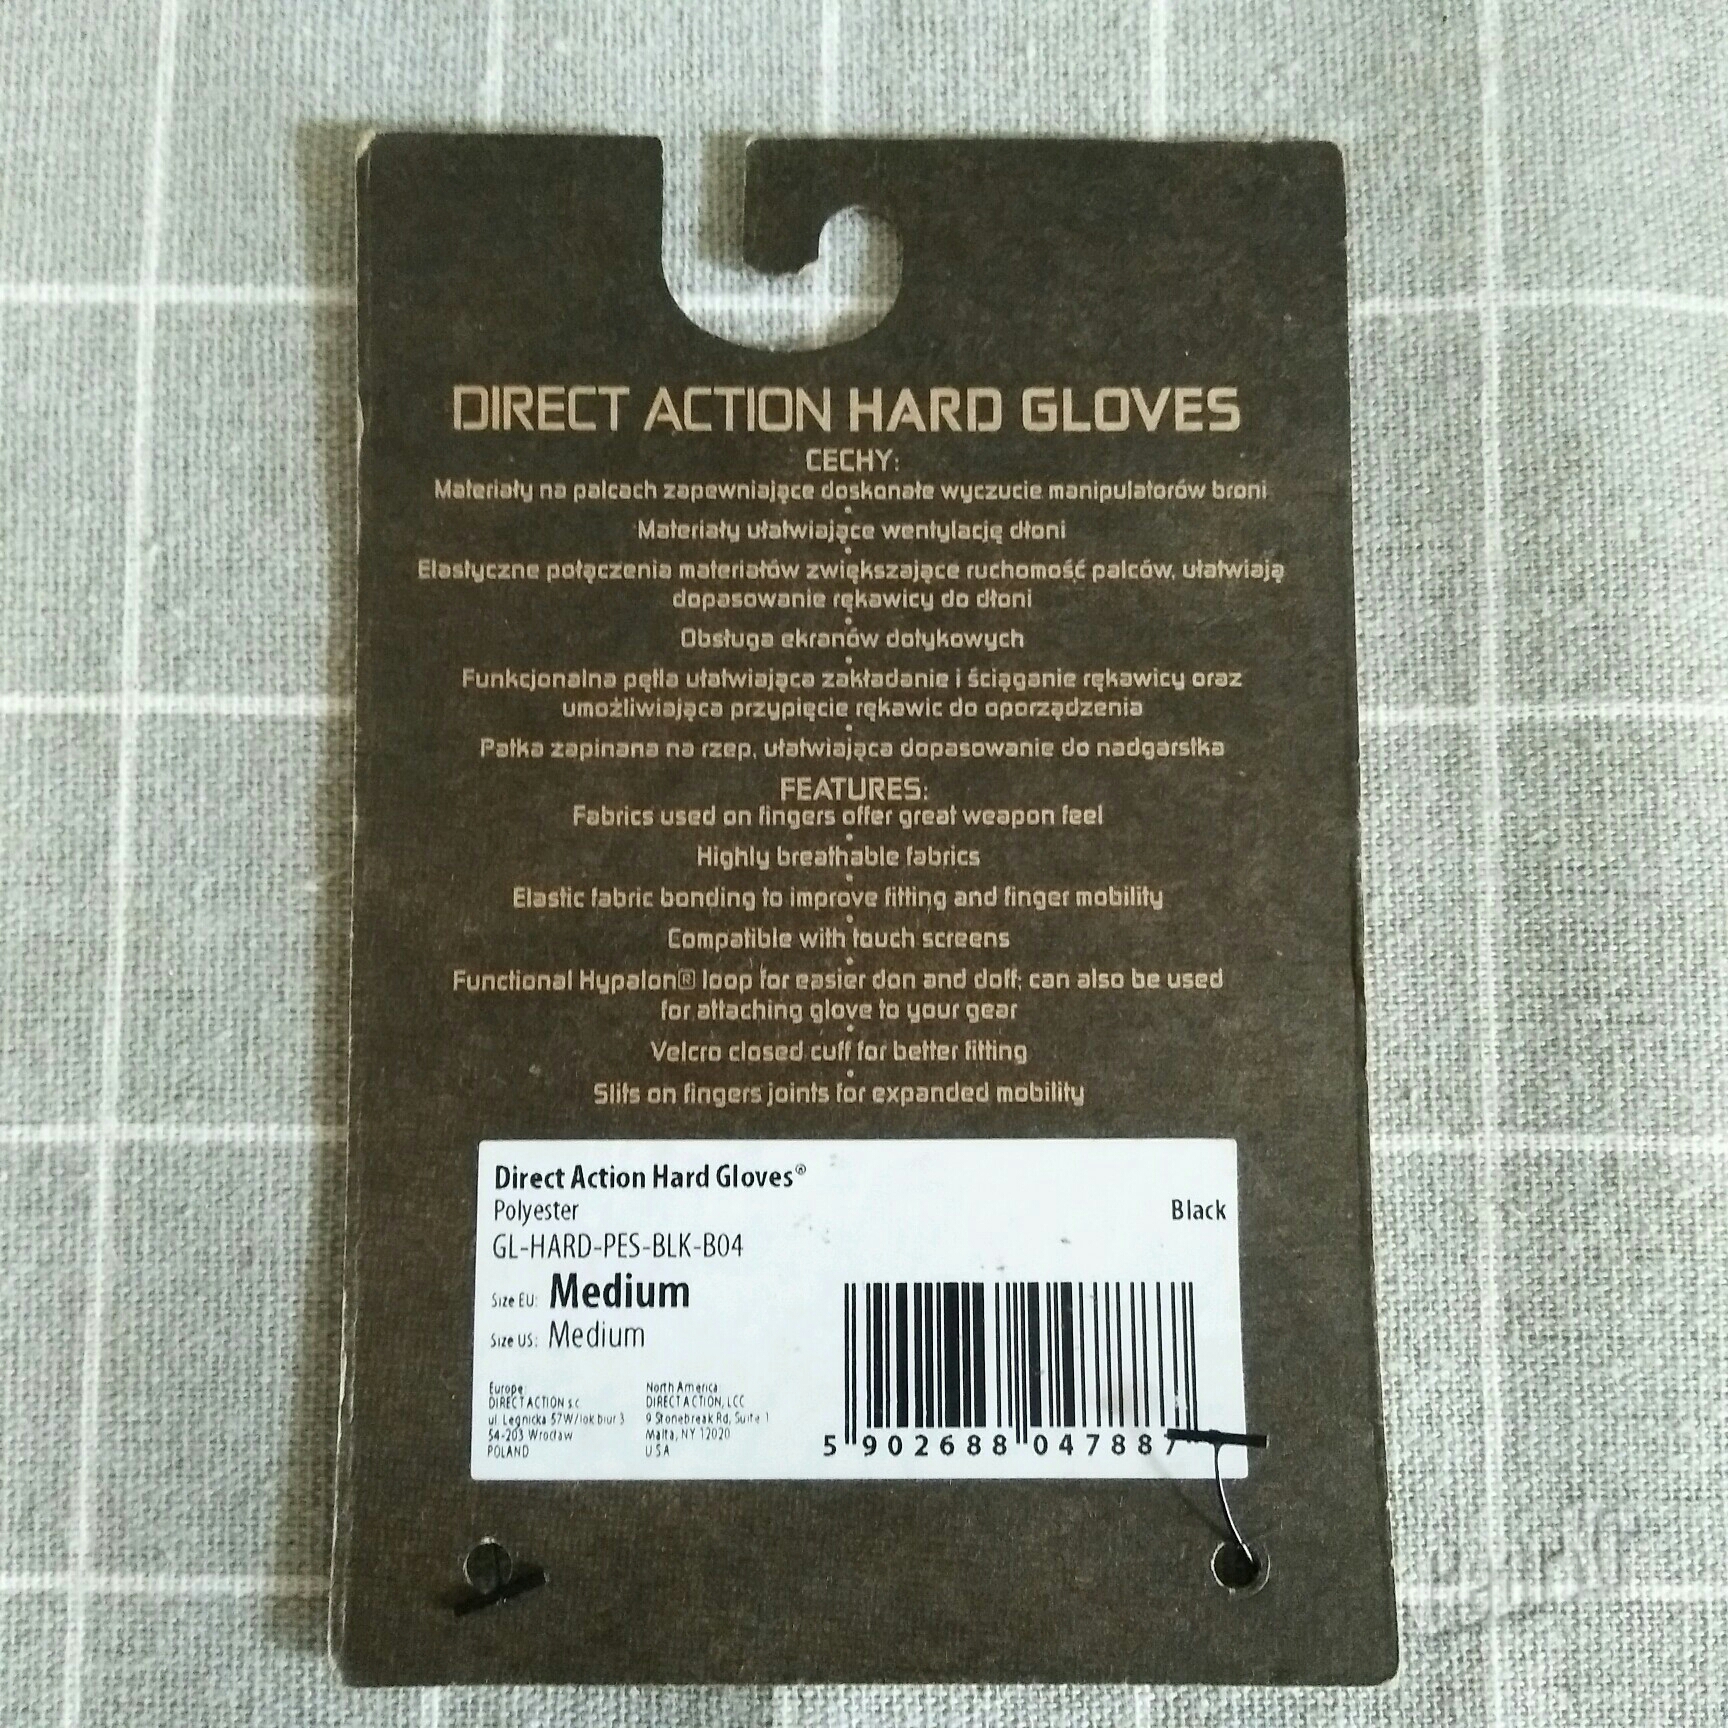 DIRECT ACTION HARD GLOVES
CECHY:
Materiały na palcach zapewniające doskonałe wyczucie manipulatorów broni
Materiały ułatwiające wentylację dłoni
Elastyczne połączenia materiałów zwiększające ruchomość palców, ułatwiają
dopasowanie rękawicy do dłoni
Obsługa ekranów dotykowych
Funkcjonalna pętla ułatwiająca zakładanie i ściąganie rękawicy oraz
umożliwiająca przypięcie rękawic do oporządzenia
Patka zapinana na rzep, ułatwiająca dopasowanie do nadgarstka
FEATURES:
Fabrics used on fingers offer great weapon feel
Highly breathable fabrics
Elastic fabric bonding to improve fitting and finger mobility
Compatible with touch screens
Functional Hypalon® loop for easier don and doff; can also be used
for attaching glove to your gear
Velcro closed cuff for better fitting
Slits on fingers joints for expanded mobility
Direct Action Hard Gloves®
Polyester Black
GL-HARD-PES-BLK-B04
Size EU: Medium
Size US: Medium
Europe
DIRECT ACTION s.c.
ul. Legnicka 57W/lok.biur 3
54-203 Wrocław
POLAND
North America
DIRECT ACTION, LCC
9 Stonebreak Rd, Suite 1
Malta, NY 12020
USA
5 902688 047887